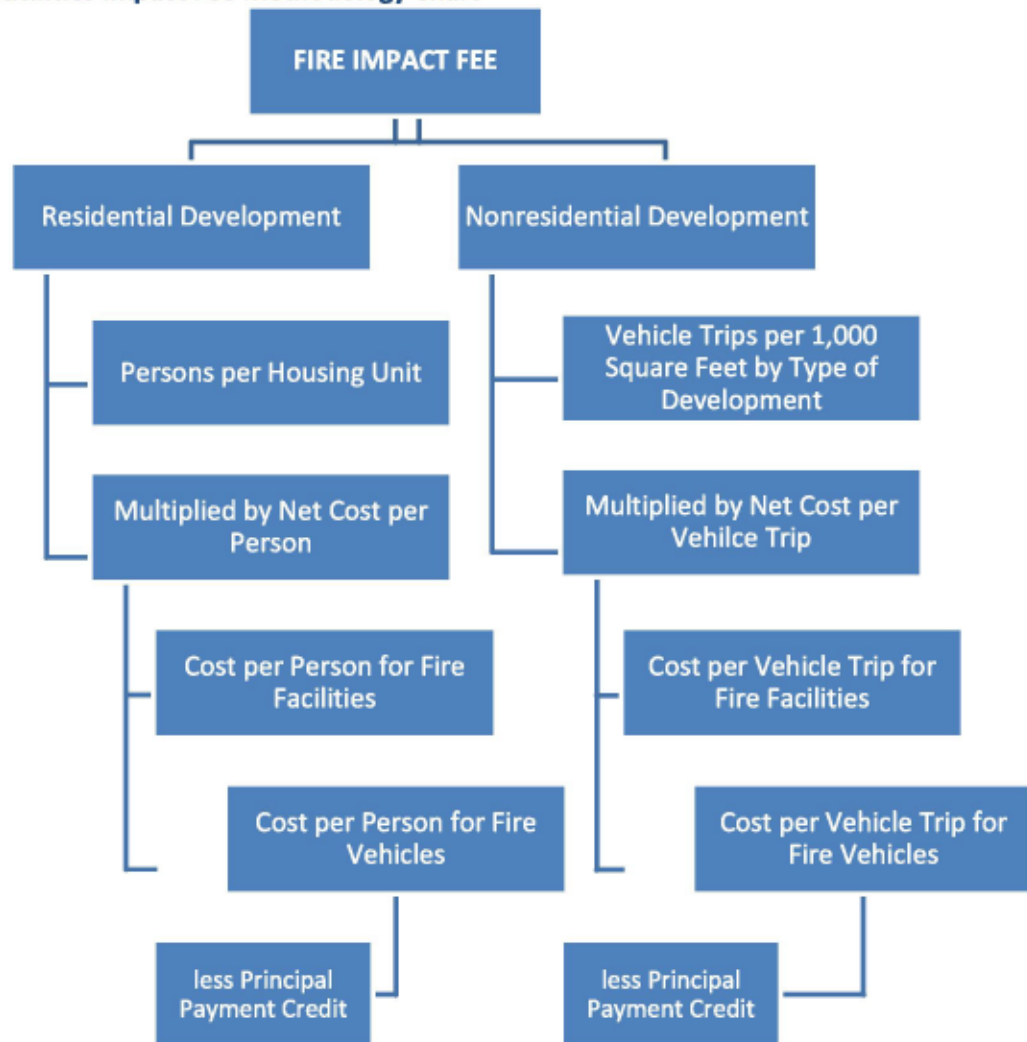 FIRE IMPACT FEE
Residential Development
Nonresidential Development
Persons per Housing Unit
Vehicle Trips per 1,000
Square Feet by Type of
Development
Multiplied by Net Cost per
Person
Multiplied by Net Cost per
Vehilce Trip
Cost per Person for Fire
Facilities
Cost per Vehicle Trip for
Fire Facilities
Cost per Person for Fire
Vehicles
Cost per Vehicle Trip for
Fire Vehicles
less Principal
Payment Credit
less Principal
Payment Credit